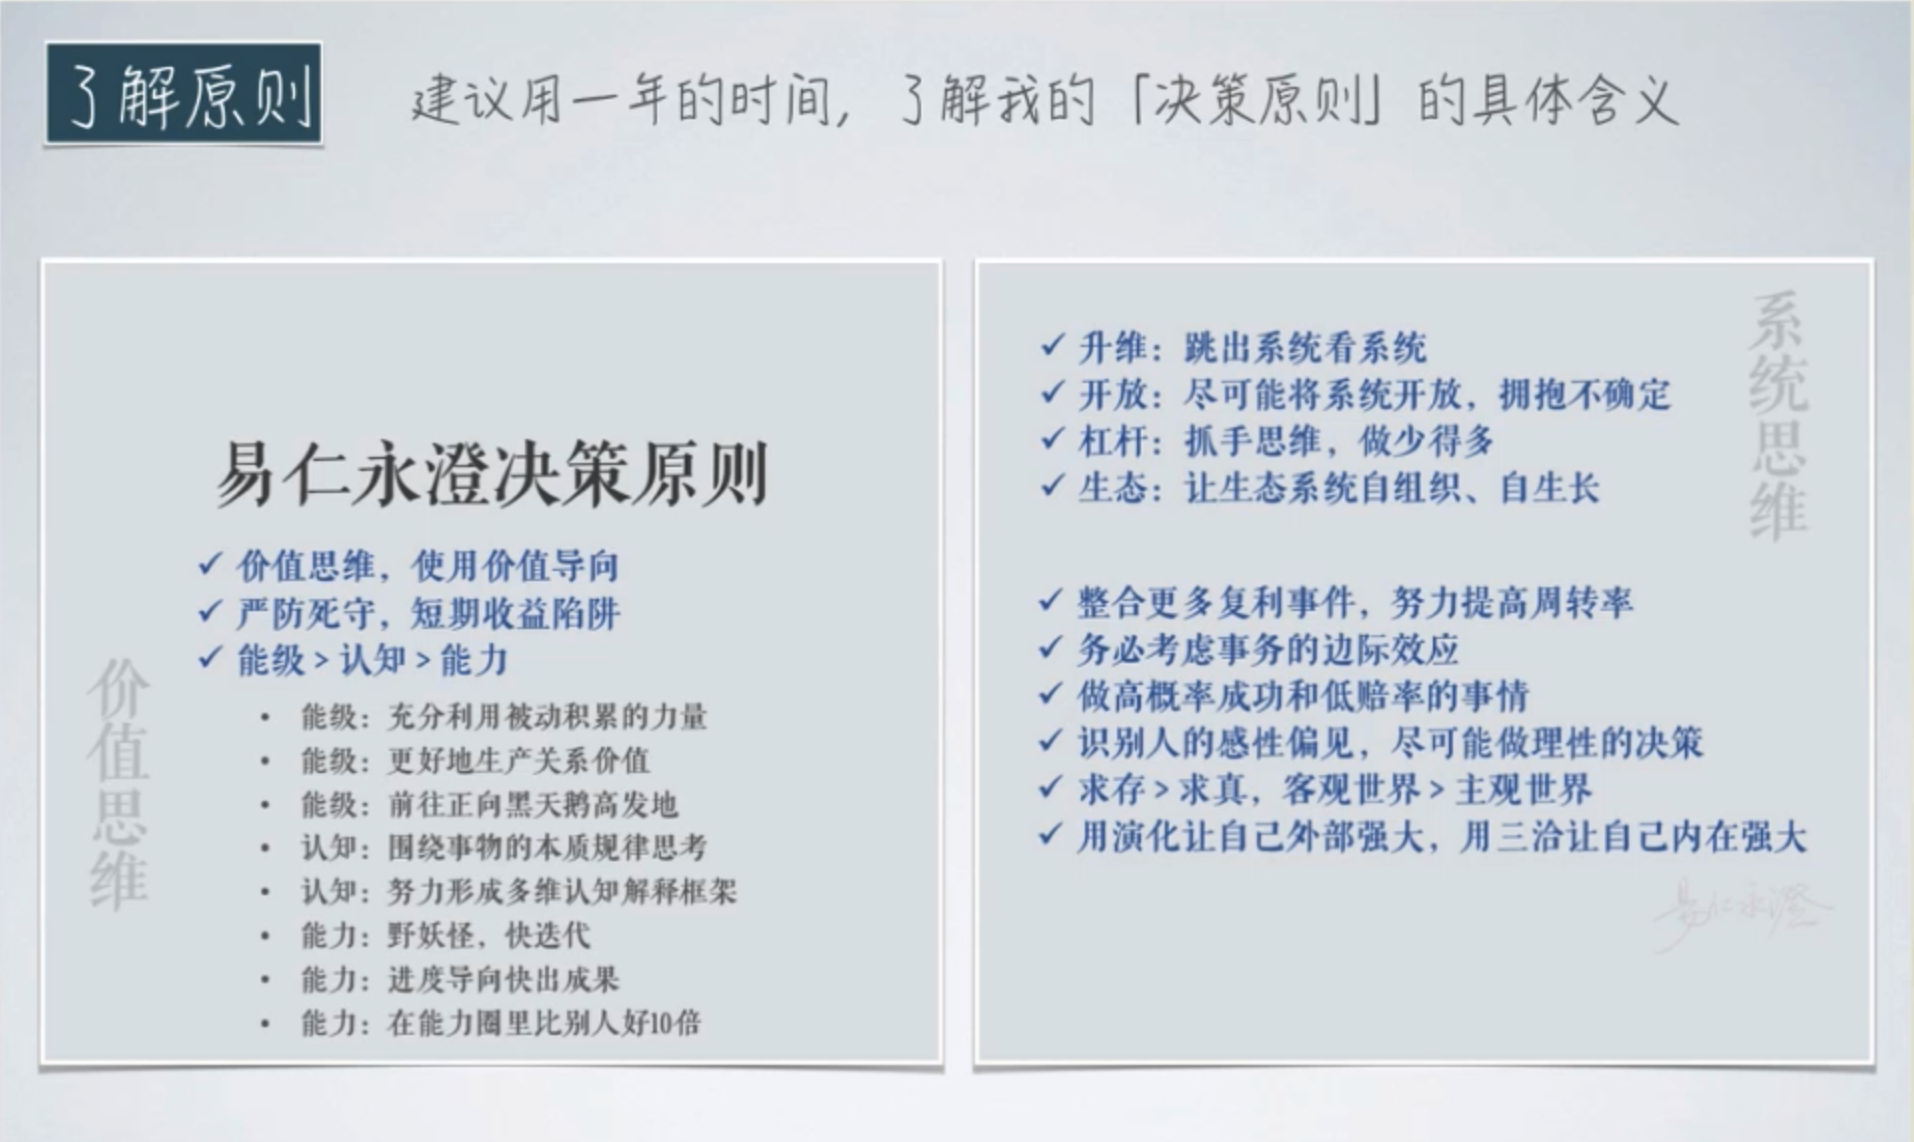 了解原则
建议用一年的时间，了解我的「决策原则」的具体含义
易仁永澄决策原则
✓ 价值思维，使用价值导向
✓ 严防死守，短期收益陷阱
✓ 能级 > 认知 > 能力
• 能级：充分利用被动积累的力量
• 能级：更好地生产关系价值
• 能级：前往正向黑天鹅高发地
• 认知：围绕事物的本质规律思考
• 认知：努力形成多维认知解释框架
• 能力：野妖怪，快迭代
• 能力：进度导向快出成果
• 能力：在能力圈里比别人好10倍
价值思维
✓ 升维：跳出系统看系统
✓ 开放：尽可能将系统开放，拥抱不确定
✓ 杠杆：抓手思维，做少得多
✓ 生态：让生态系统自组织、自生长
系统思维
✓ 整合更多复利事件，努力提高周转率
✓ 务必考虑事务的边际效应
✓ 做高概率成功和低赔率的事情
✓ 识别人的感性偏见，尽可能做理性的决策
✓ 求存 > 求真，客观世界 > 主观世界
✓ 用演化让自己外部强大，用三洽让自己内在强大
易仁永澄